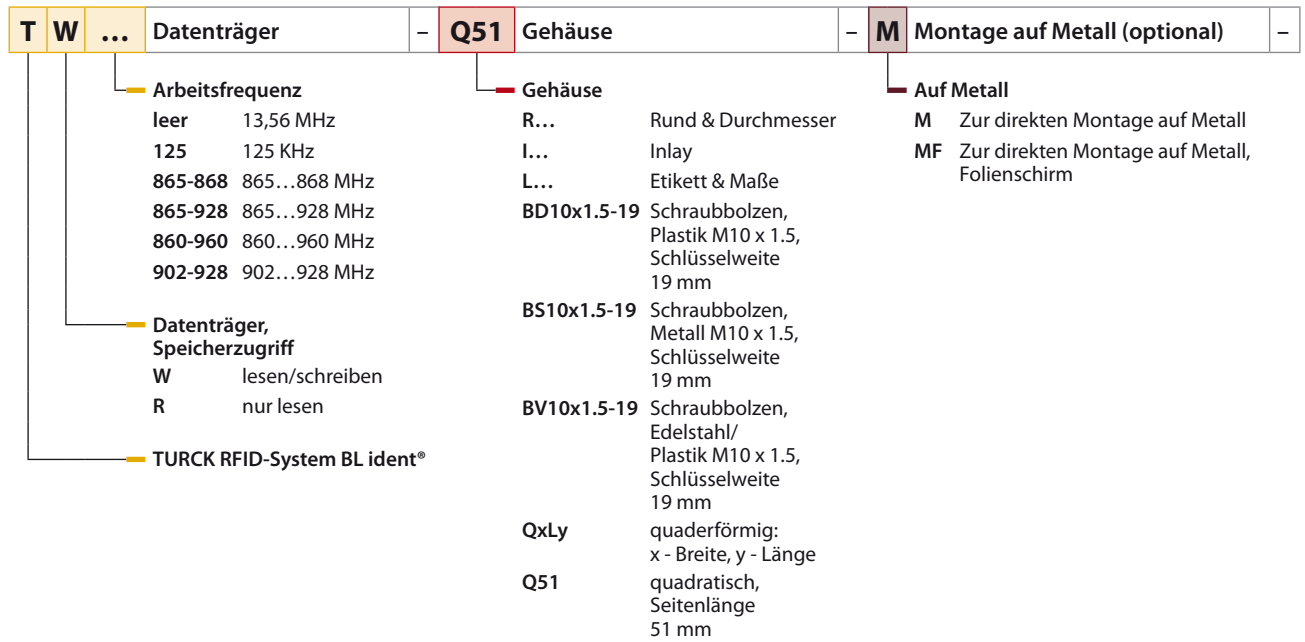 T W … Datenträger – Q51 Gehäuse – M Montage auf Metall (optional) –
Arbeitsfrequenz
leer 13,56 MHz
125 125 KHz
865-868 865…868 MHz
865-928 865…928 MHz
860-960 860…960 MHz
902-928 902…928 MHz
Datenträger,
Speicherzugriff
W lesen/schreiben
R nur lesen
TURCK RFID-System BL ident®
Gehäuse
R… Rund & Durchmesser
I… Inlay
L… Etikett & Maße
BD10x1.5-19 Schraubbolzen,
Plastik M10 x 1.5,
Schlüsselweite
19 mm
BS10x1.5-19 Schraubbolzen,
Metall M10 x 1.5,
Schlüsselweite
19 mm
BV10x1.5-19 Schraubbolzen,
Edelstahl/
Plastik M10 x 1.5,
Schlüsselweite
19 mm
QxLy quaderförmig:
x - Breite, y - Länge
Q51 quadratisch,
Seitenlänge
51 mm
Auf Metall
M Zur direkten Montage auf Metall
MF Zur direkten Montage auf Metall,
Folienschirm